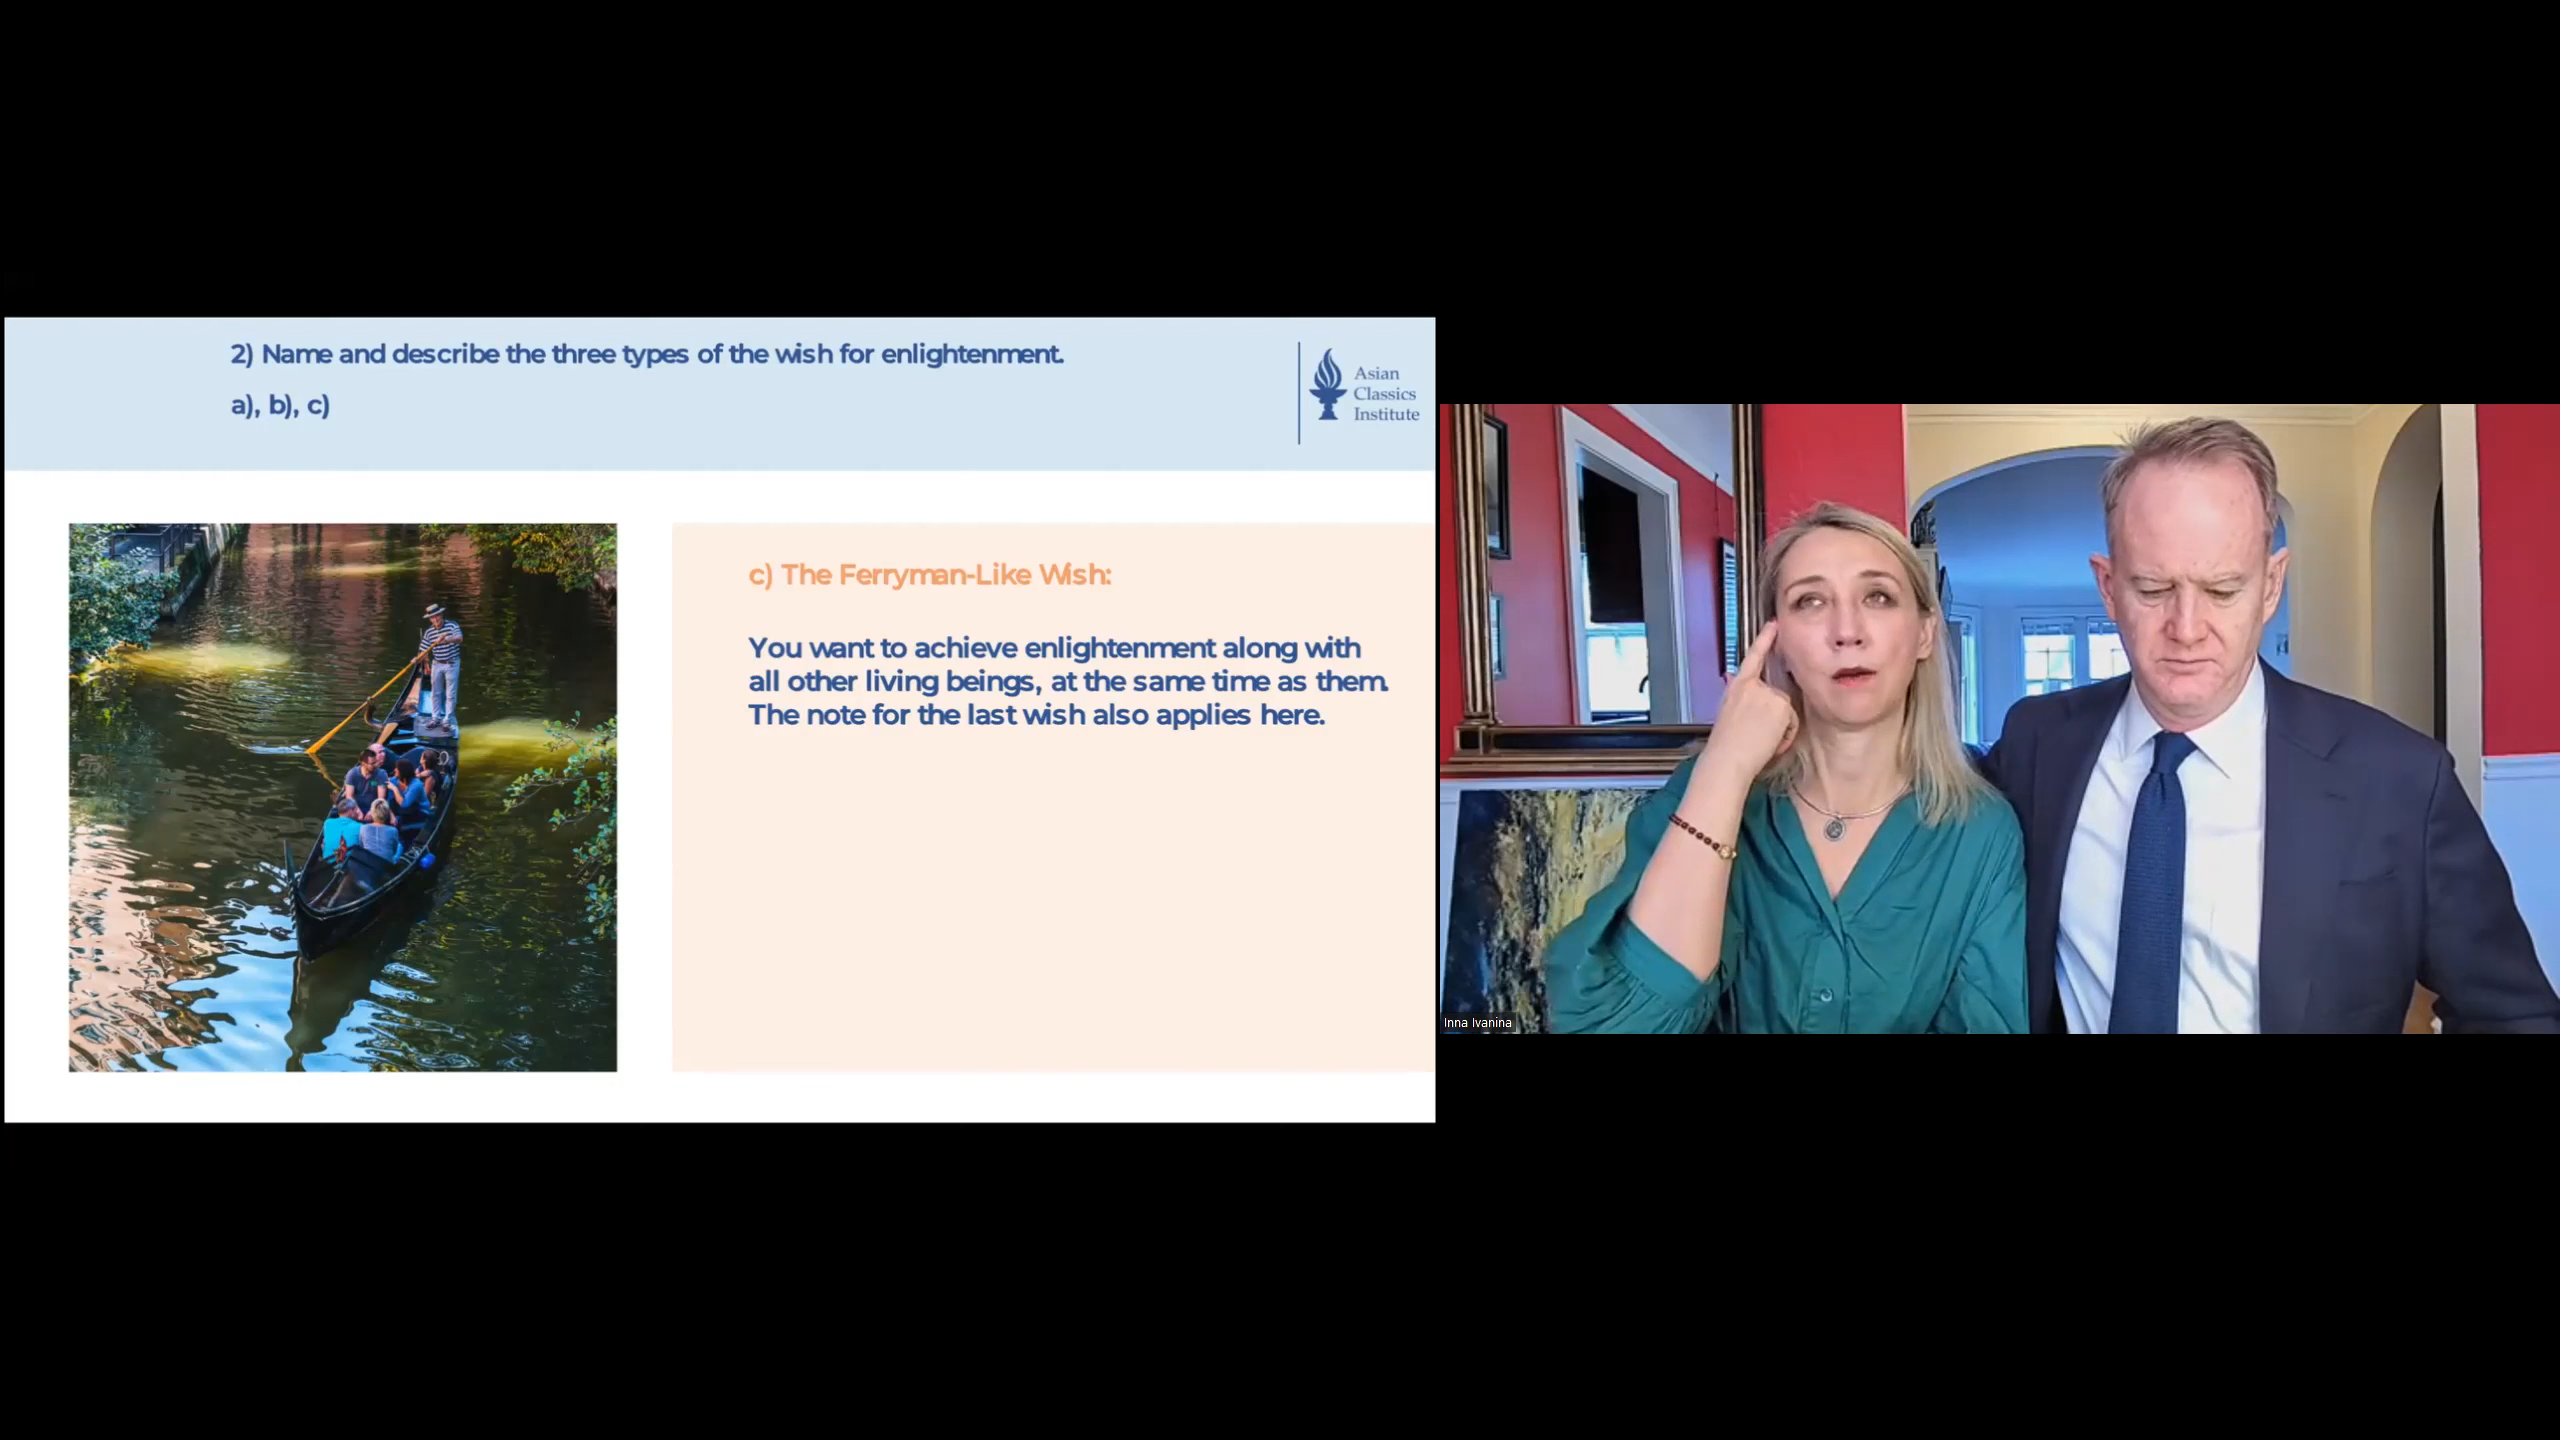 2) Name and describe the three types of the wish for enlightenment.
a), b), c)
Asian
Classics
Institute
c) The Ferryman-Like Wish:
You want to achieve enlightenment along with
all other living beings, at the same time as them.
The note for the last wish also applies here.
Inna Ivanina